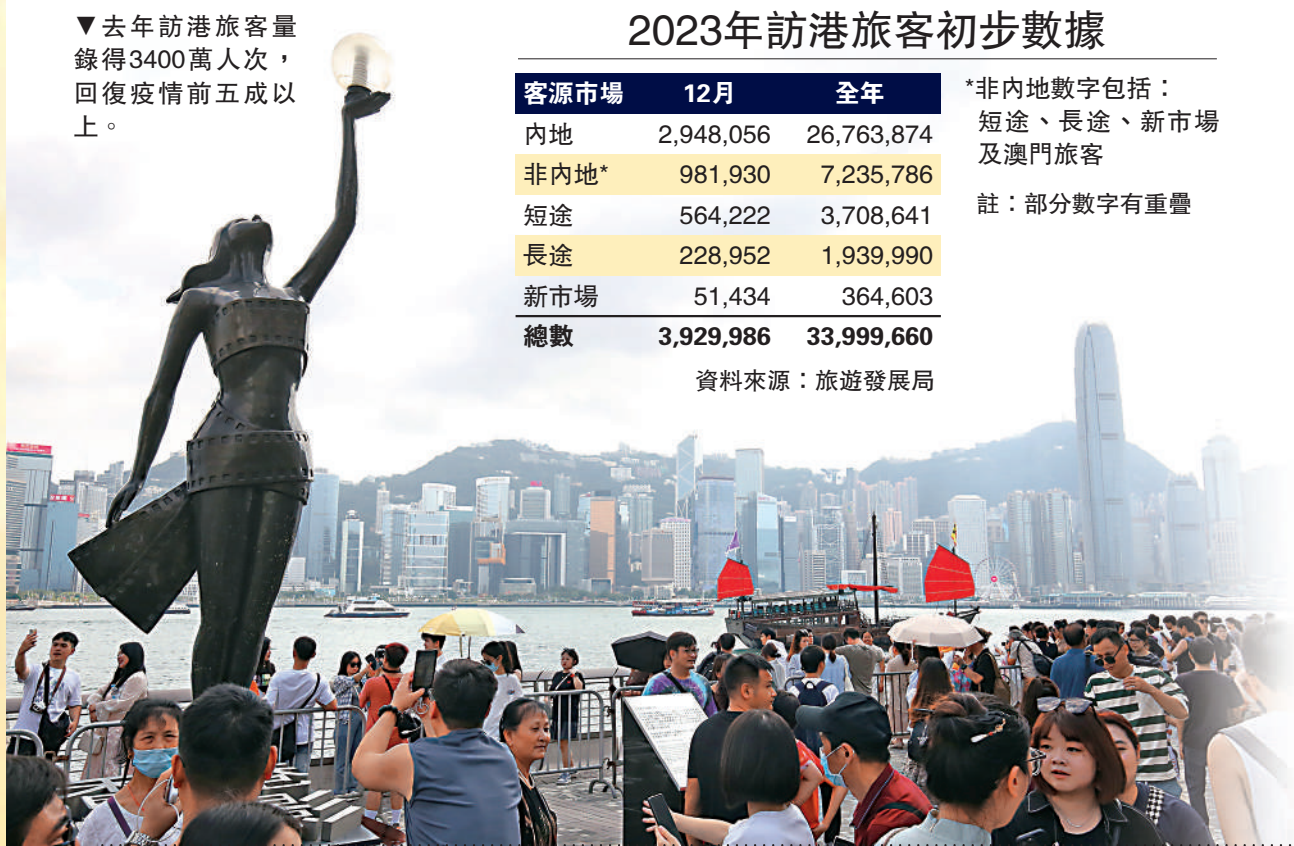 ▼去年訪港旅客量
錄得3400萬人次，
回復疫情前五成以
上。
2023年訪港旅客初步數據
客源市場 12月 全年
內地 2,948,056 26,763,874
非內地* 981,930 7,235,786
短途 564,222 3,708,641
長途 228,952 1,939,990
新市場 51,434 364,603
總數 3,929,986 33,999,660
資料來源：旅遊發展局
*非內地數字包括：
短途、長途、新市場
及澳門旅客
註：部分數字有重疊